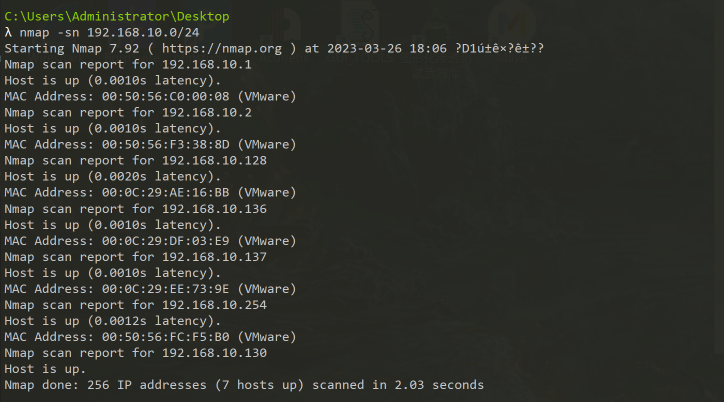 C:\Users\Administrator\Desktop
λ nmap -sn 192.168.10.0/24
Starting Nmap 7.92 ( https://nmap.org ) at 2023-03-26 18:06 ?D1ú±ê×?ê±??
Nmap scan report for 192.168.10.1
Host is up (0.0010s latency).
MAC Address: 00:50:56:C0:00:08 (VMware)
Nmap scan report for 192.168.10.2
Host is up (0.0010s latency).
MAC Address: 00:50:56:F3:38:8D (VMware)
Nmap scan report for 192.168.10.128
Host is up (0.0020s latency).
MAC Address: 00:0C:29:AE:16:BB (VMware)
Nmap scan report for 192.168.10.136
Host is up (0.0010s latency).
MAC Address: 00:0C:29:DF:03:E9 (VMware)
Nmap scan report for 192.168.10.137
Host is up (0.0010s latency).
MAC Address: 00:0C:29:EE:73:9E (VMware)
Nmap scan report for 192.168.10.254
Host is up (0.0012s latency).
MAC Address: 00:50:56:FC:F5:B0 (VMware)
Nmap scan report for 192.168.10.130
Host is up.
Nmap done: 256 IP addresses (7 hosts up) scanned in 2.03 seconds